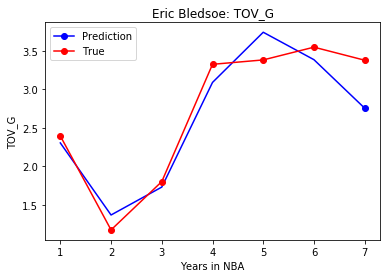 Eric Bledsoe: TOV_G
Prediction
True
3.5
3.0
2.5
2.0
1.5
TOV_G
1 2 3 4 5 6 7
Years in NBA